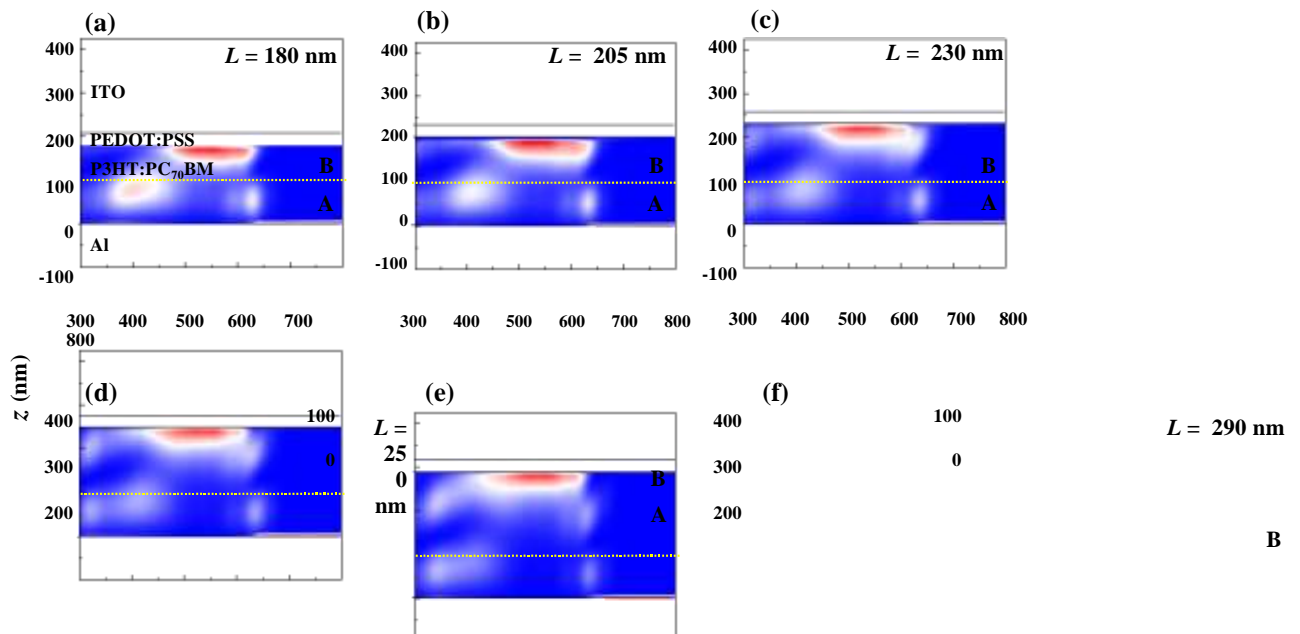 (a)
(b)
(c)
400
300
200
100
0
-100
L = 180 nm
ITO
PEDOT:PSS
P3HT:PC70BM
B
A
Al
400
300
200
100
0
-100
L = 205 nm
B
A
400
300
200
100
0
-100
L = 230 nm
B
A
300 400 500 600 700
800
300 400 500 600 700 800
300 400 500 600 700 800
z (nm)
(d)
400
300
200
100
0
L =
25
0
nm
(e)
B
A
(f)
400
300
200
100
0
L = 290 nm
B